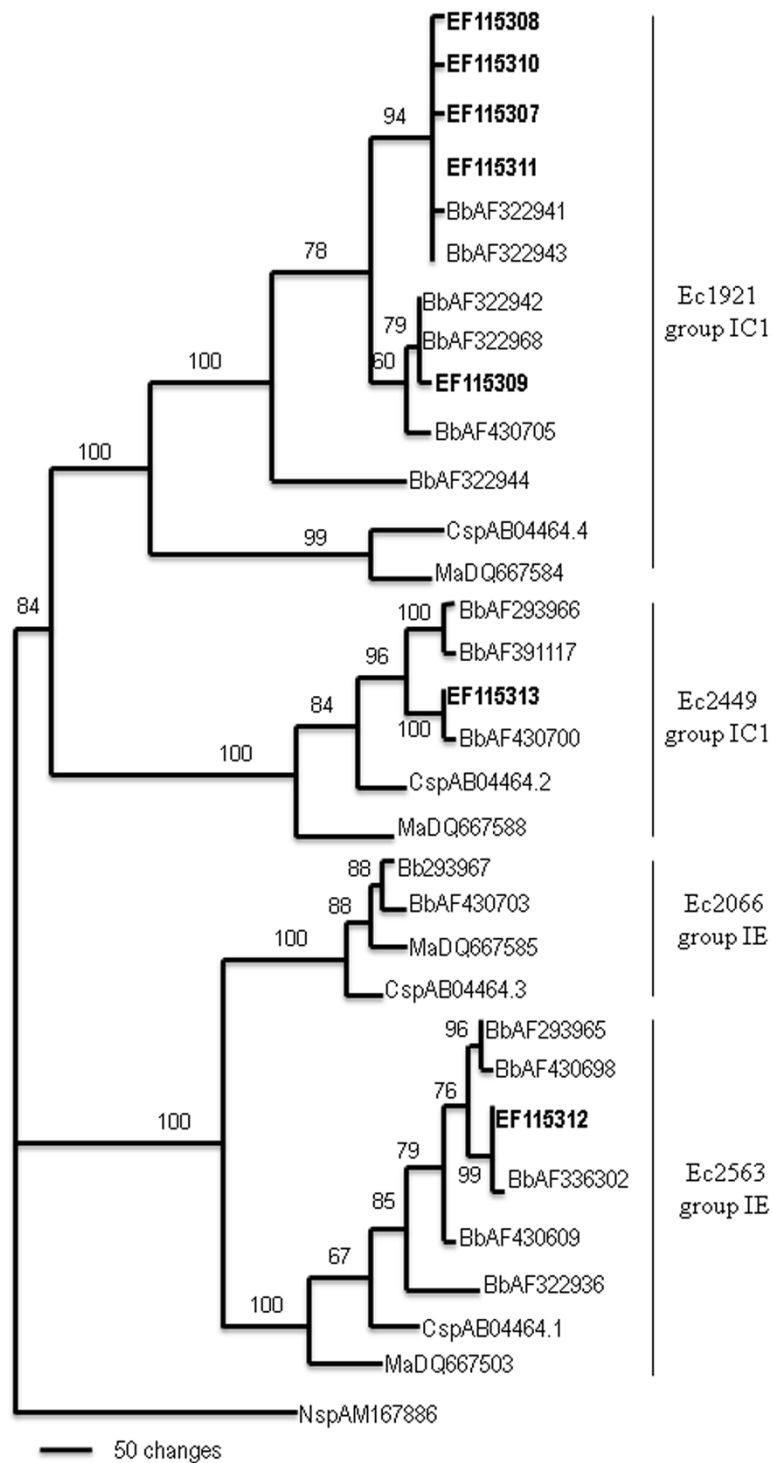 EF115308
EF115310
94
EF115307
EF115311
BbAF322941
78
BbAF322943
Ec1921
group IC1
BbAF322942
79
BbAF322968
100
60
EF115309
BbAF430705
100
BbAF322944
CspAB04464.4
99
MaDQ667584
84
BbAF293966
100
BbAF391117
96
EF115313
Ec2449
group IC1
84
100
BbAF430700
100
CspAB04464.2
MaDQ667588
88
Bb293967
BbAF430703
Ec2066
group IE
88
100
MaDQ667585
CspAB04464.3
96
BbAF293965
BbAF430698
76
EF115312
100
79
99
BbAF336302
Ec2563
group IE
85
BbAF430609
67
BbAF322936
100
CspAB04464.1
MaDQ667503
NspAM167886
50 changes